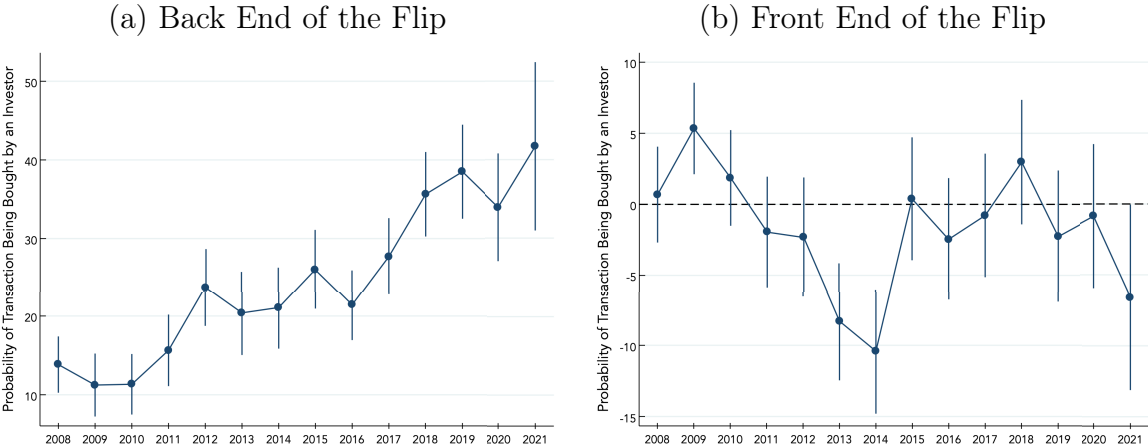 (a) Back End of the Flip
Probability of Transaction Being Bought by an Investor
50
40
30
20
10
2008 2009 2010 2011 2012 2013 2014 2015 2016 2017 2018 2019 2020 2021
(b) Front End of the Flip
Probability of Transaction Being Bought by an Investor
10
5
0
-5
-10
-15
2008 2009 2010 2011 2012 2013 2014 2015 2016 2017 2018 2019 2020 2021